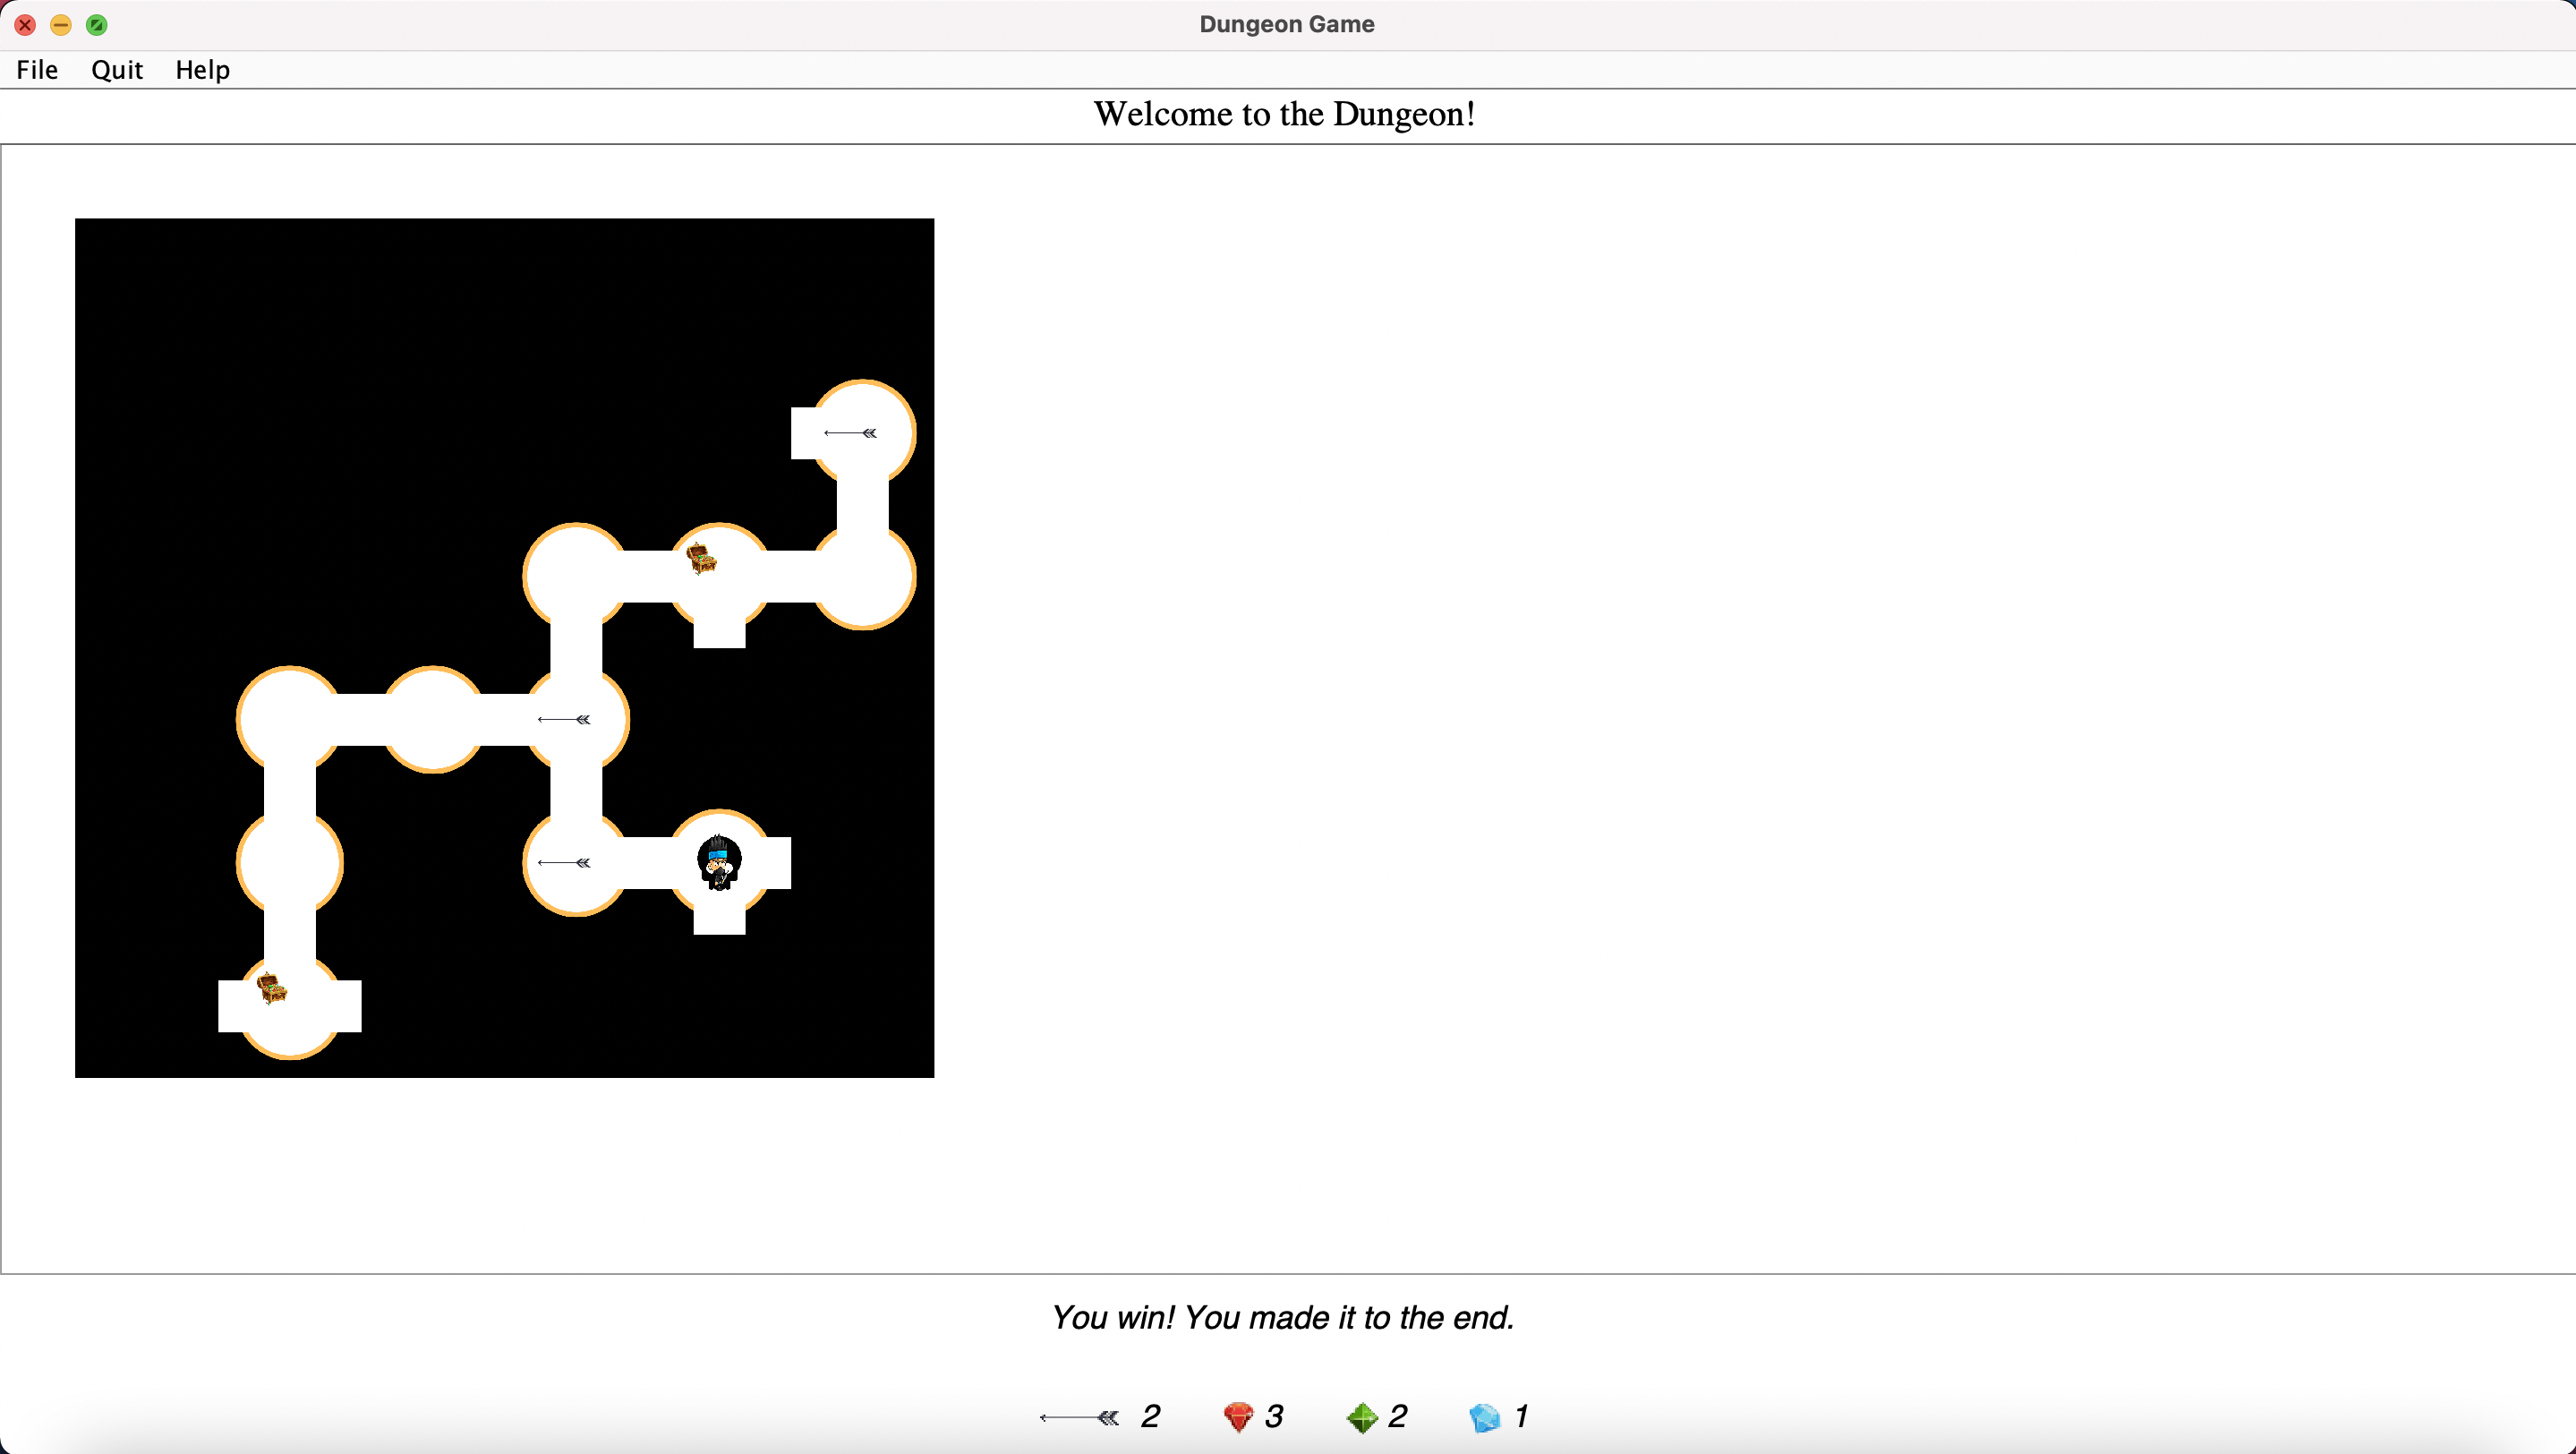 Dungeon Game
File Quit Help
Welcome to the Dungeon!
You win! You made it to the end.
2 3 2 1